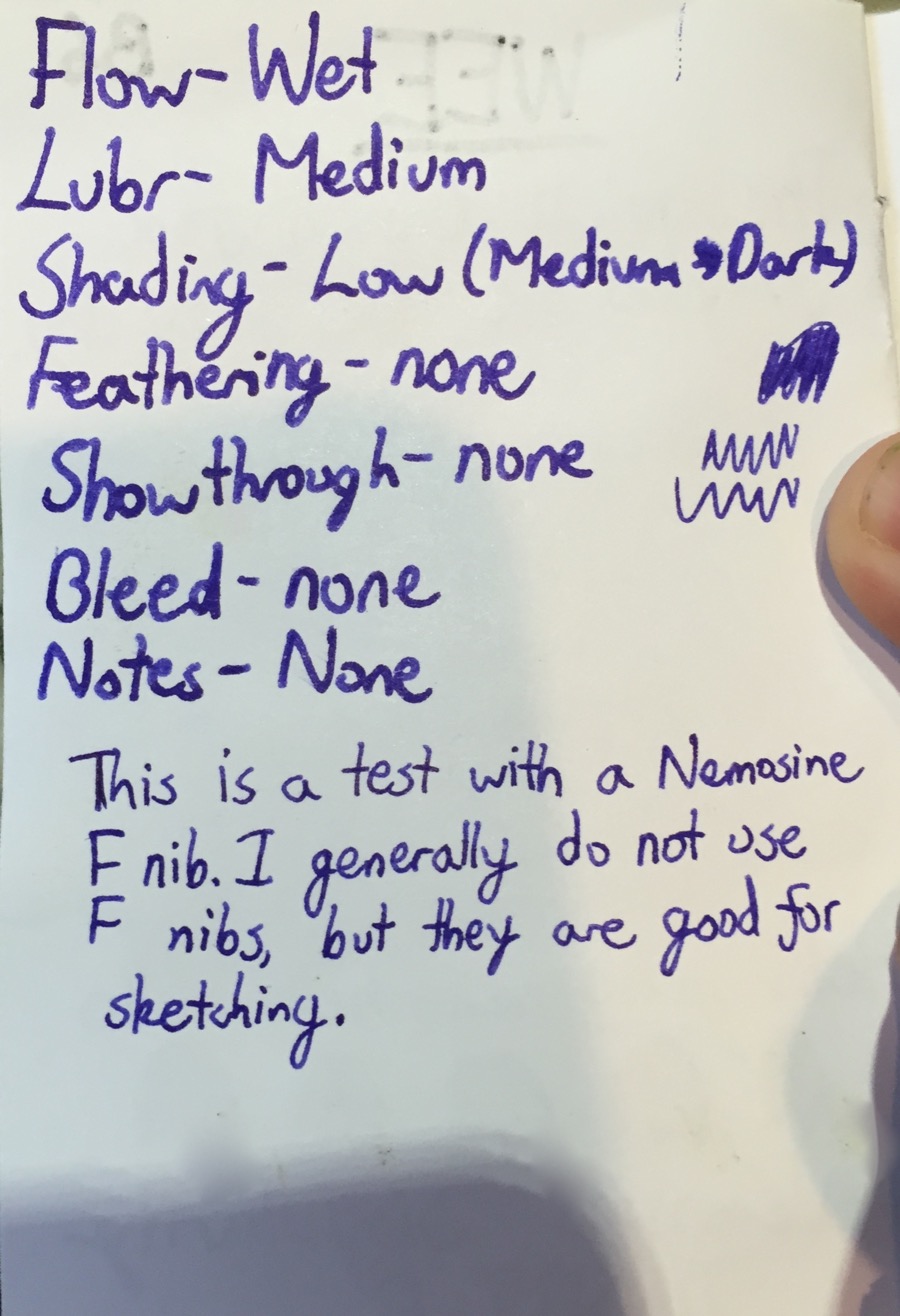 Flow- Wet
Lubr- Medium
Shading- Low (Medium → Dark)
Feathering- none
Showthrough- none
Bleed- none
Notes- None
This is a test with a Nemosine
F nib. I generally do not use
F nibs, but they are good for
sketching.